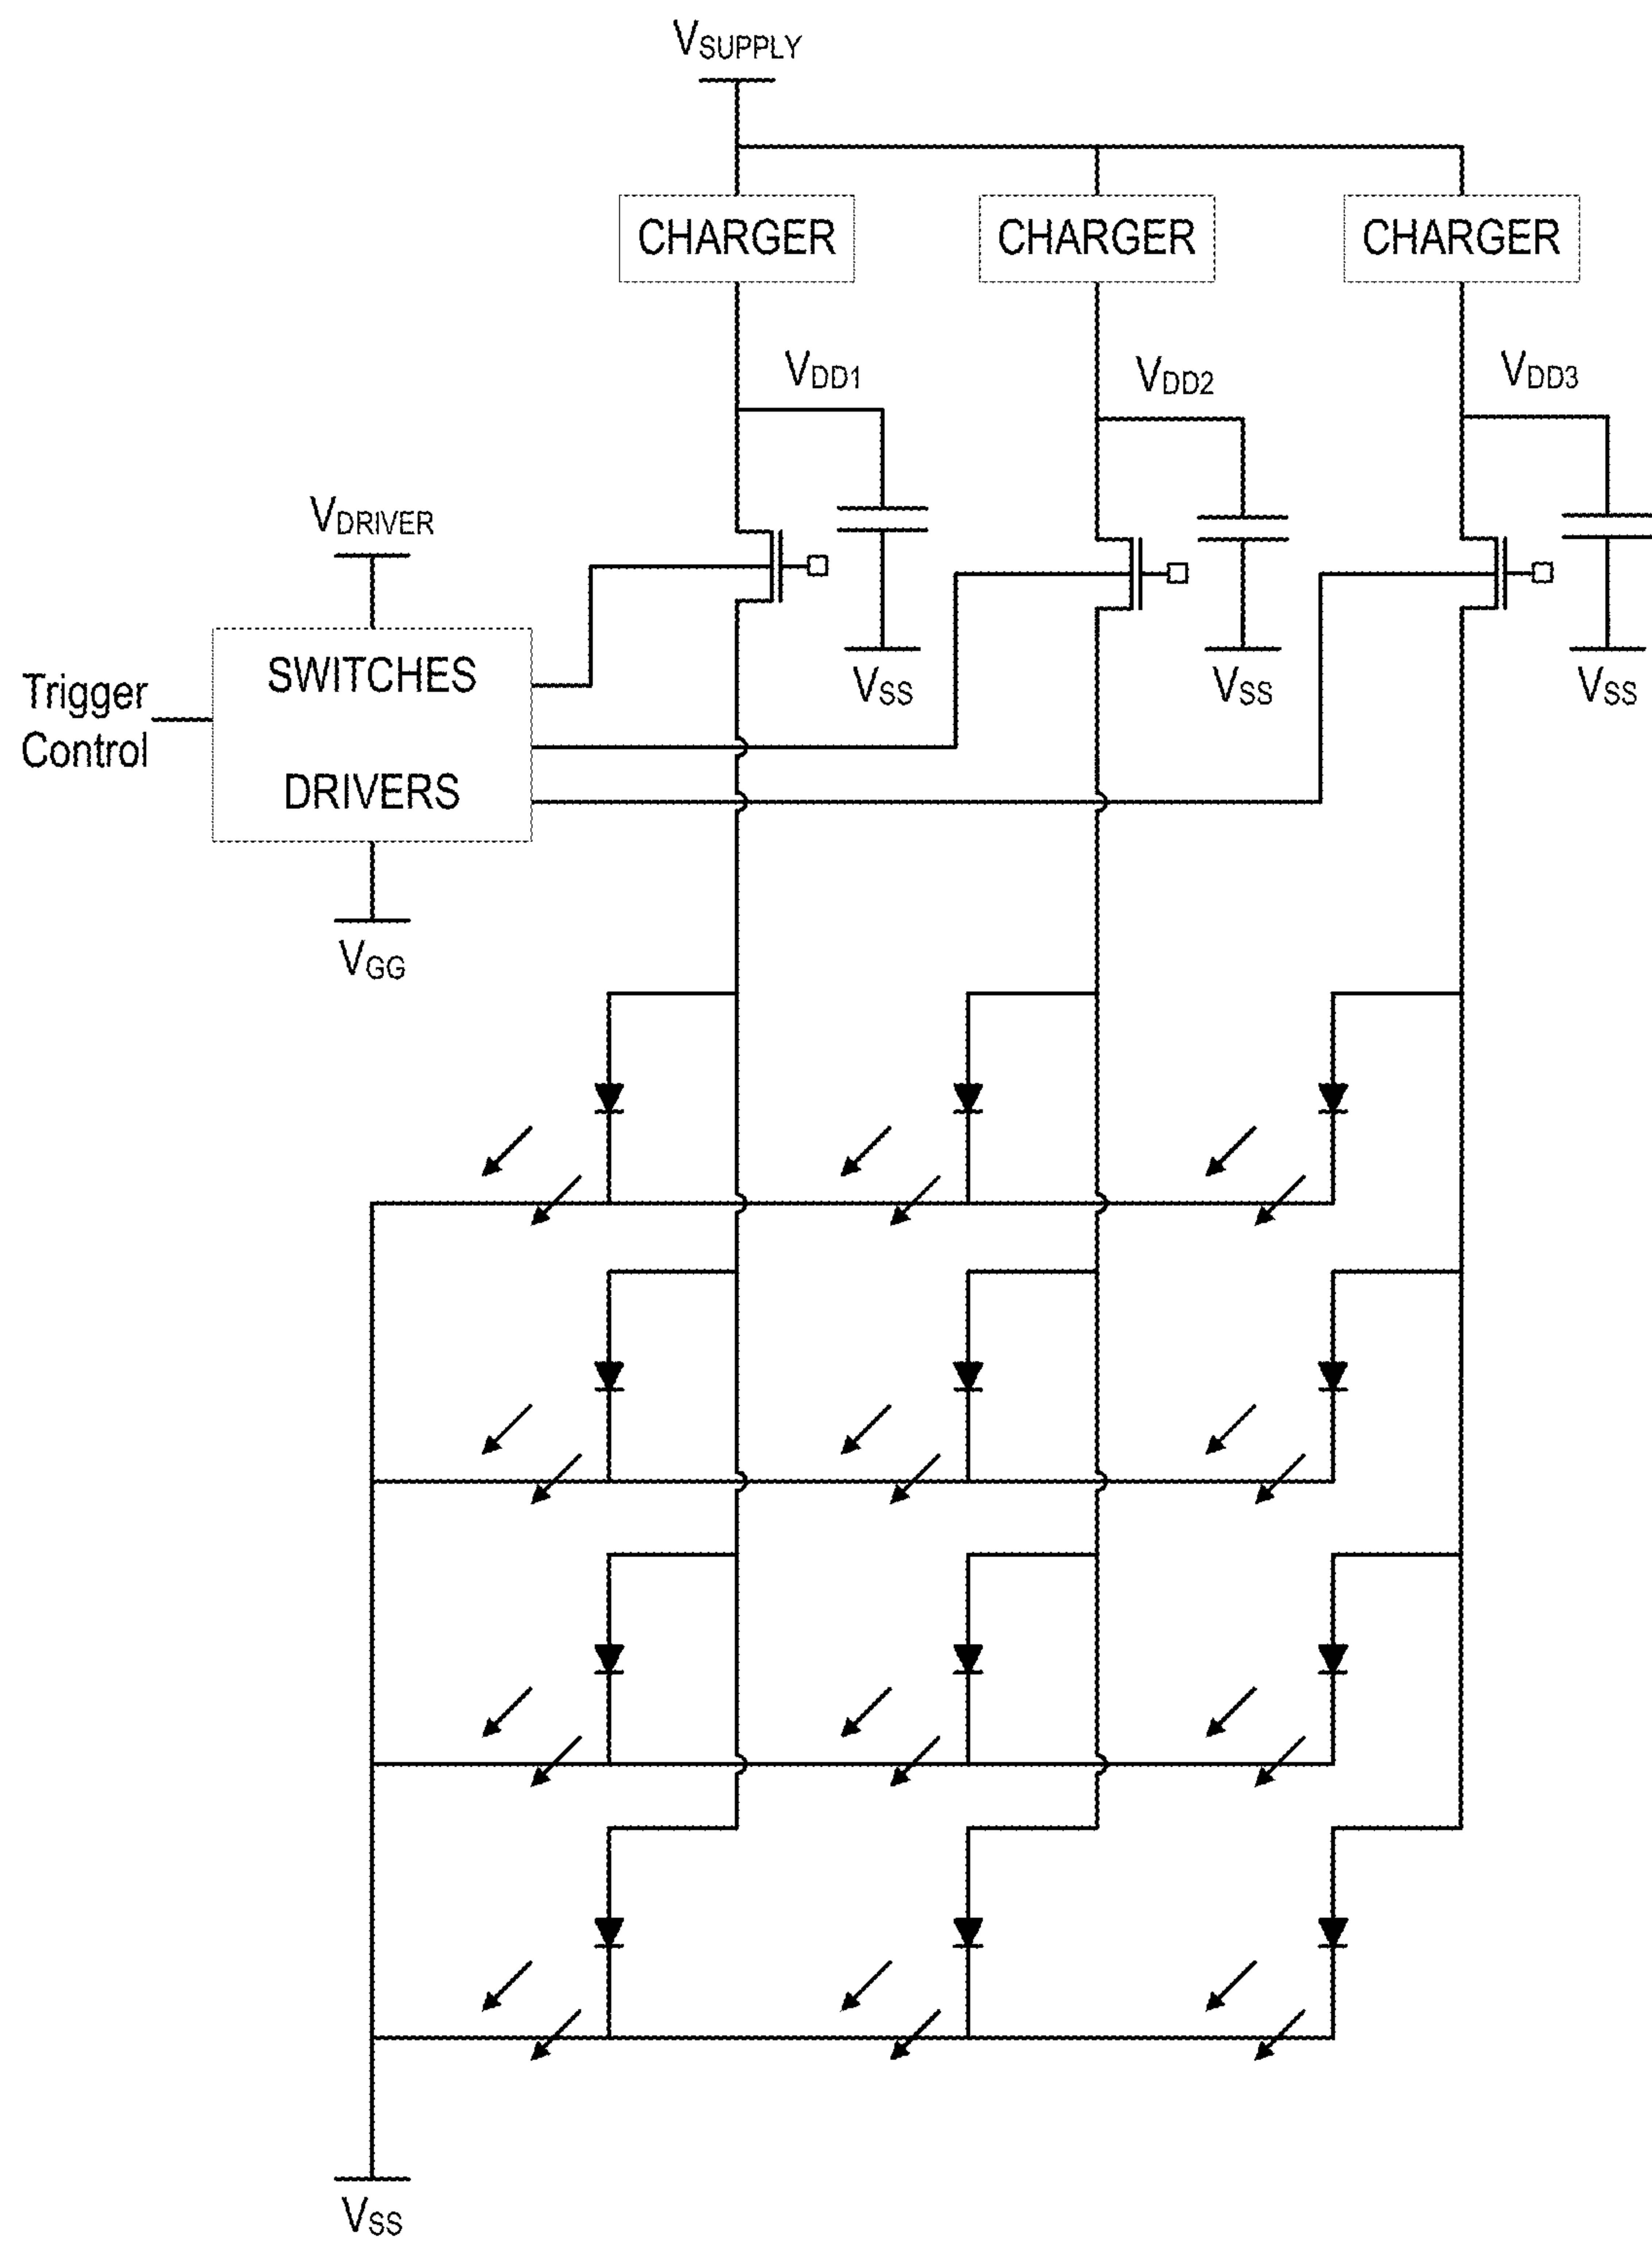 VSUPPLY
CHARGER
CHARGER
CHARGER
VDD1
VDD2
VDD3
VDRIVER
Trigger
Control
SWITCHES
DRIVERS
VSS
VSS
VSS
VGG
VSS